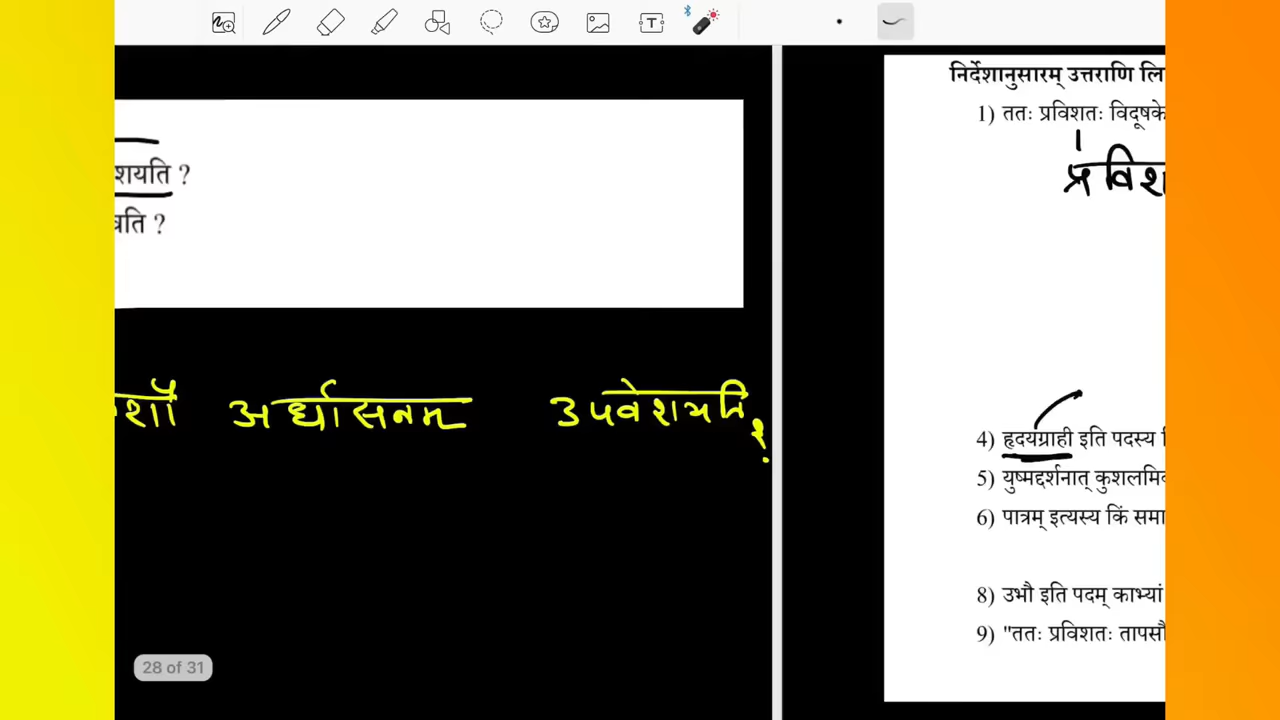 शयति ?
वति ?
शौ अर्धासनम् उपवेशयति ?
28 of 31
निर्देशानुसारम् उत्तराणि लि
1) ततः प्रविशतः विदूषके
प्रविश
4) हृदयग्राही इति पदस्य
5) युष्मद्दर्शनात् कुशलमि
6) पात्रम् इत्यस्य किं समा
8) उभौ इति पदम् काभ्यां
9) "ततः प्रविशतः तापसौ